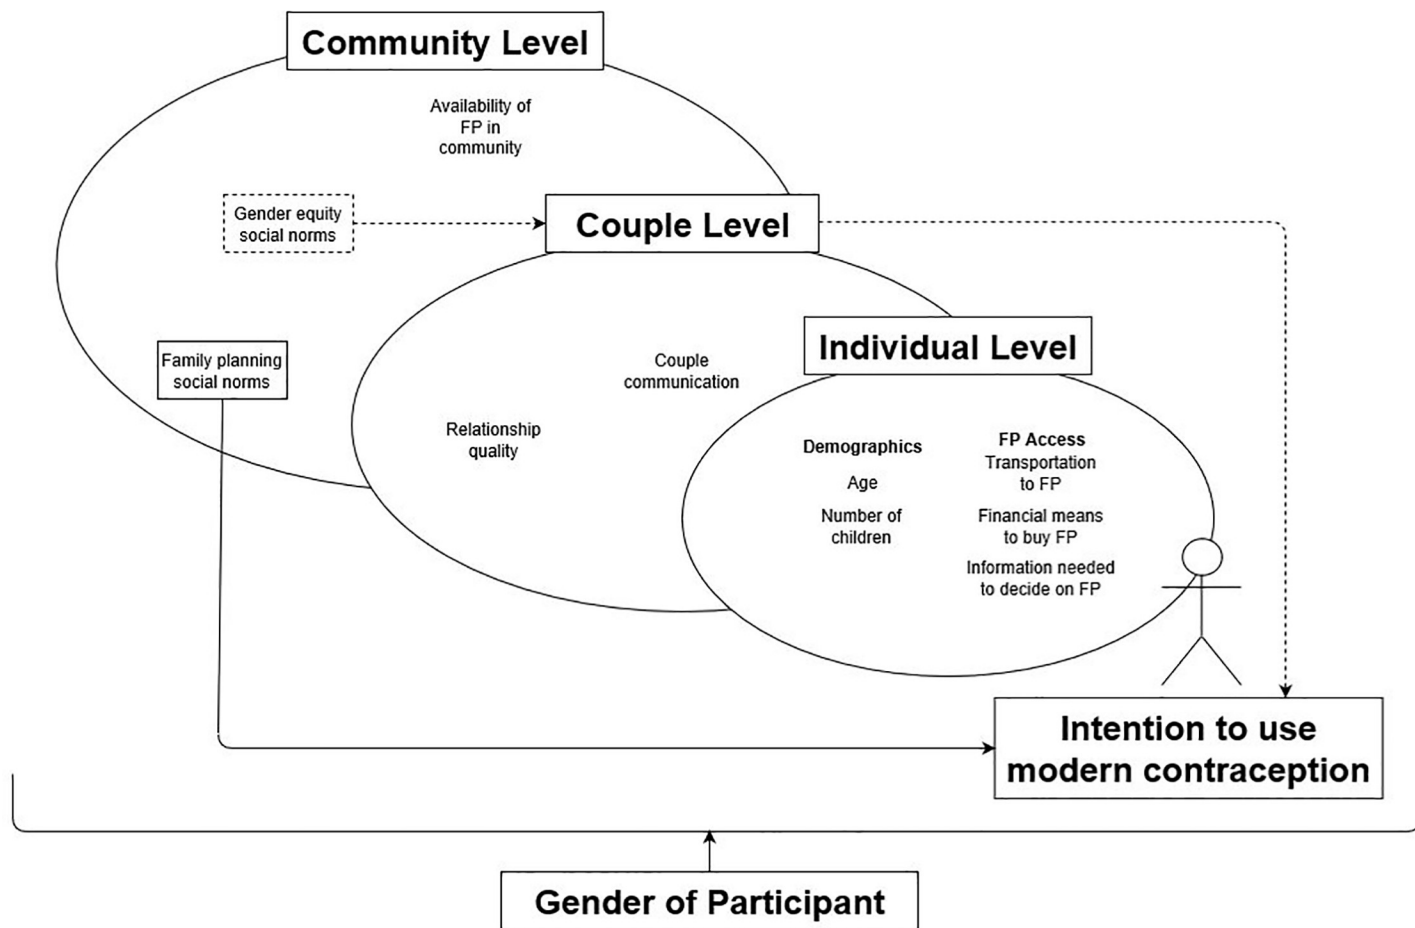 Community Level
Availability of
FP in
community
Gender equity
social norms
Couple Level
Family planning
social norms
Couple
communication
Relationship
quality
Individual Level
Demographics
Age
Number of
children
FP Access
Transportation
to FP
Financial means
to buy FP
Information needed
to decide on FP
Intention to use
modern contraception
Gender of Participant